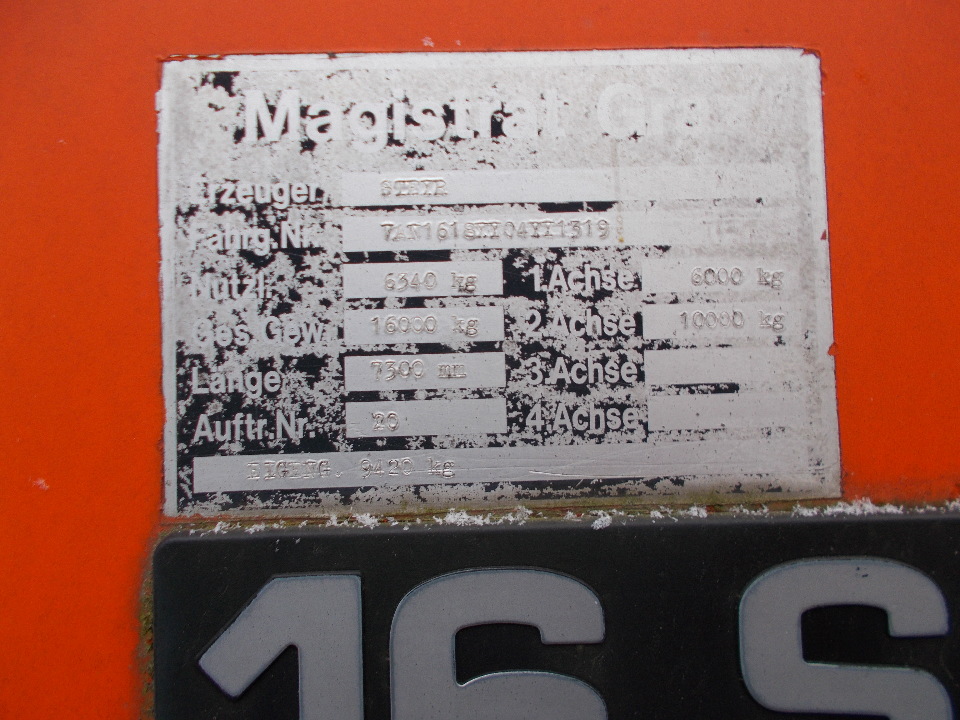 Magistrat Gra
Erzeuger STEYR
Fahrg.Nr.
Nutzl. 6540 kg 1.Achse 6000 kg
Ges.Gew. 16000 kg 2.Achse 10000 kg
Länge 7300 mm 3.Achse
Auftr.Nr. 20 4.Achse
EIGENG. 9420 kg
16 S